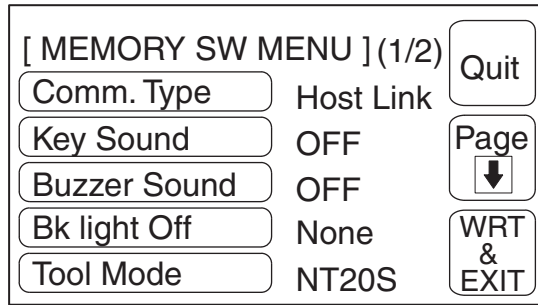 [ MEMORY SW MENU ] (1/2)
Quit
Comm. Type Host Link
Key Sound OFF
Page
Buzzer Sound OFF
Bk light Off None
WRT
&
EXIT
Tool Mode NT20S